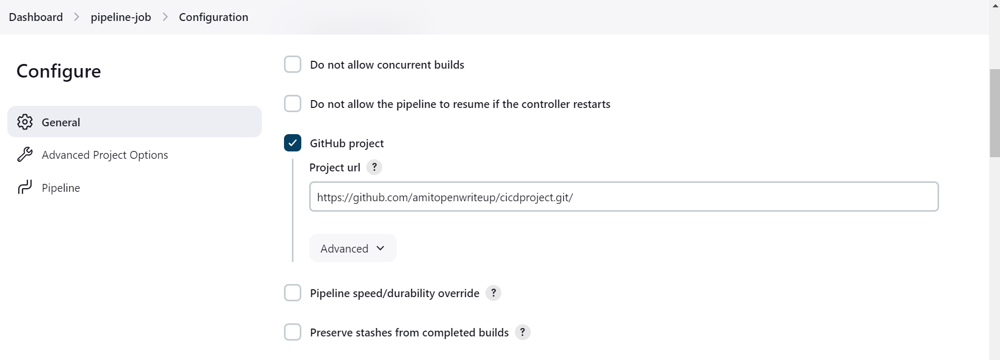 Dashboard > pipeline-job > Configuration
Configure
General
Advanced Project Options
Pipeline
Do not allow concurrent builds
Do not allow the pipeline to resume if the controller restarts
GitHub project
Project url ?
https://github.com/amitopenwriteup/cicdproject.git/
Advanced
Pipeline speed/durability override ?
Preserve stashes from completed builds ?